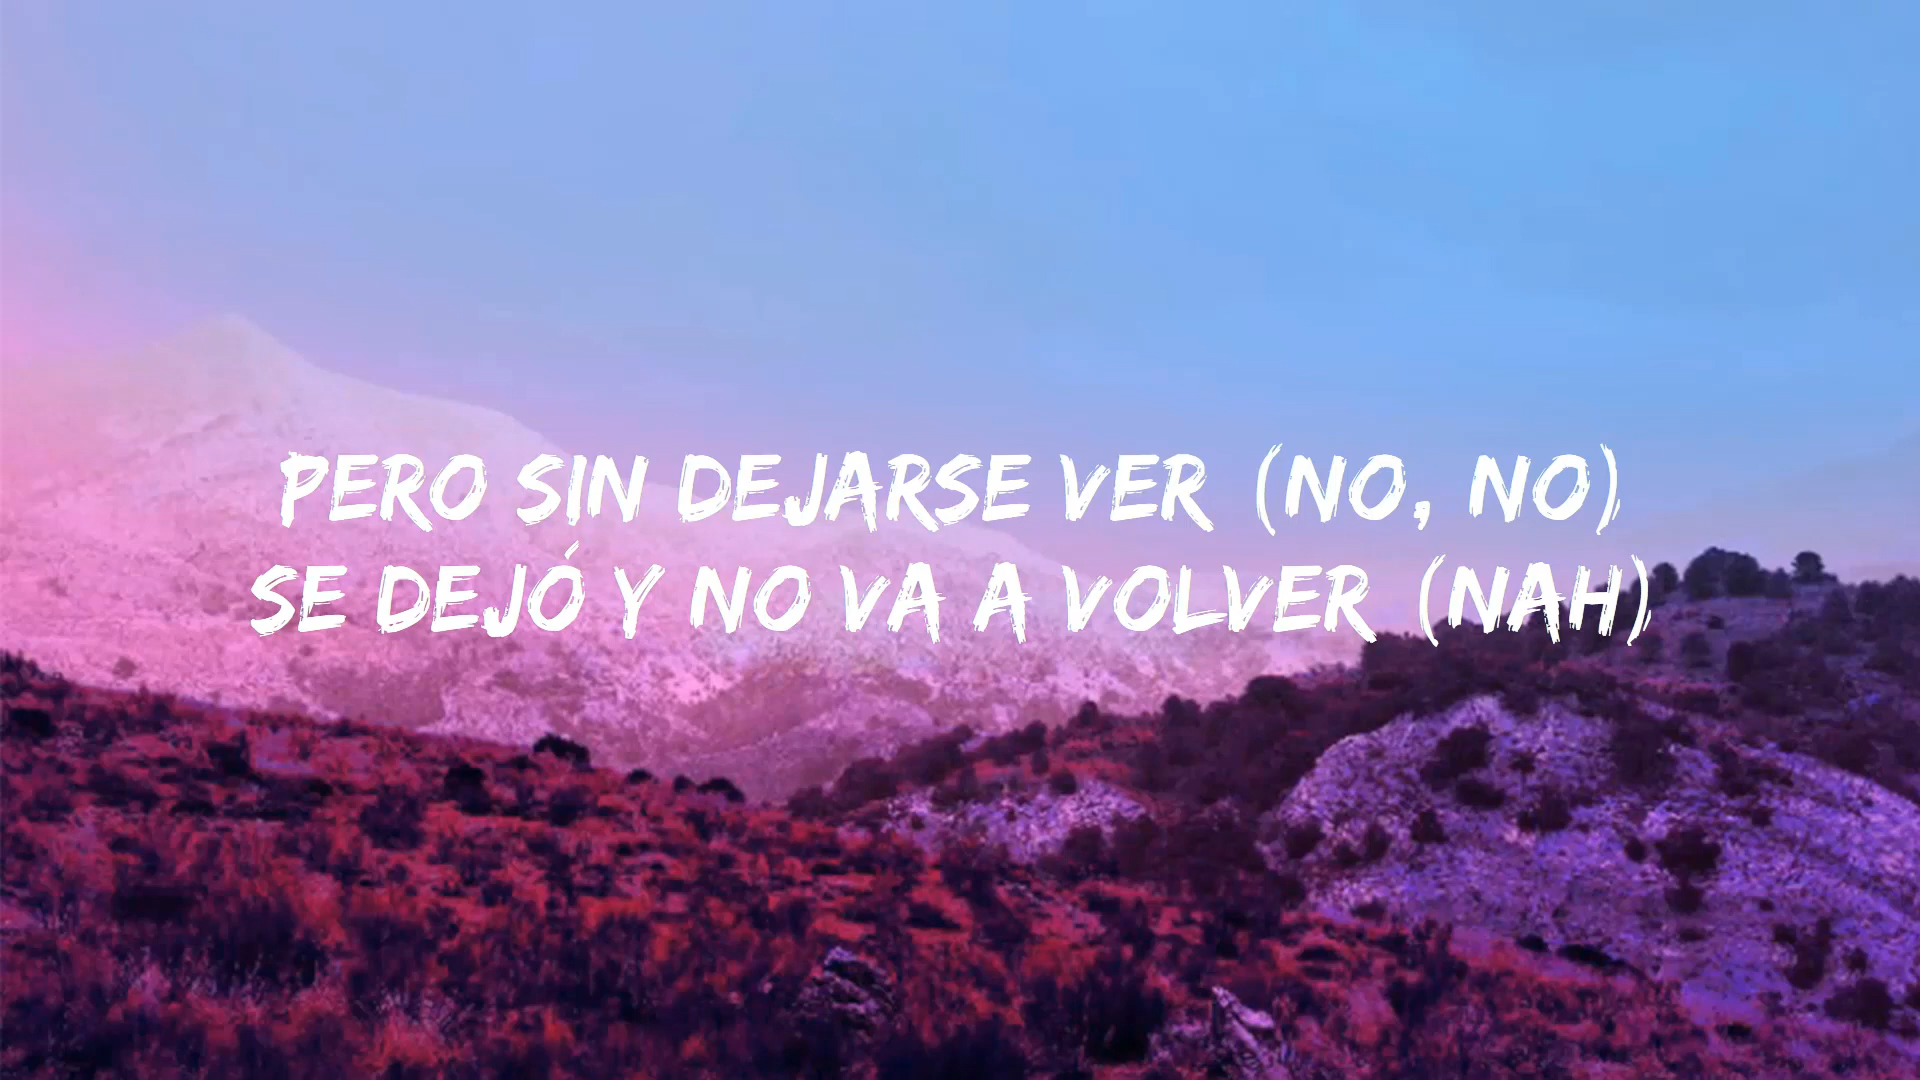 PERO SIN DEJARSE VER (NO, NO)
SE DEJÓ Y NO VA A VOLVER (NAH)